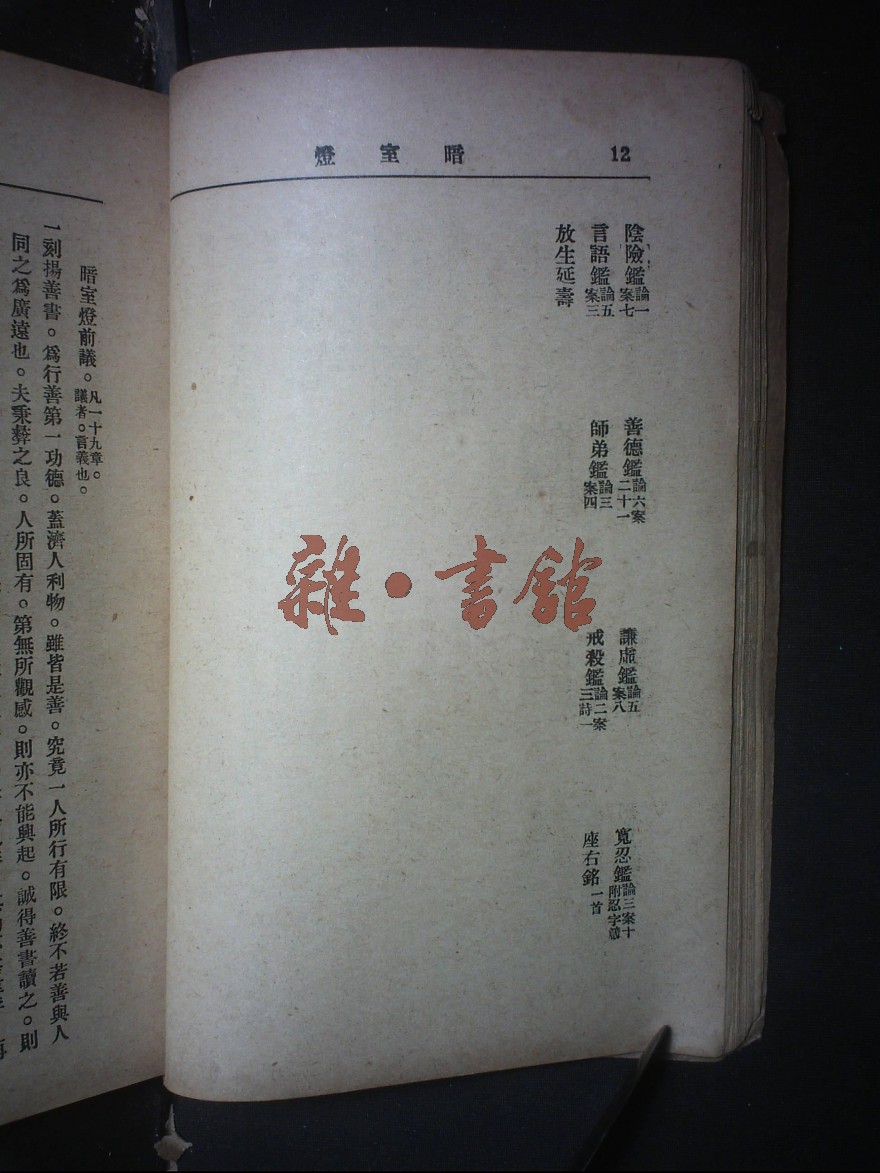 燈室暗 12
陰險鑑論一案七 善德鑑論六案二十一 謙虛鑑論五案八 寬忍鑑論三案十附忍字
言語鑑論五案三 師弟鑑論三案四 戒殺鑑論二案三詩一 座右銘一首
放生延壽
雜·書館
暗室燈前議。凡一十九章。議者。言義也。
一刻揚善書。爲行善第一功德。蓋濟人利物。雖皆是善。究竟一人所行有限。終不若善與人
同之爲廣遠也。夫秉彝之良。人所固有。第無所觀感。則亦不能興起。誠得善書讀之。則